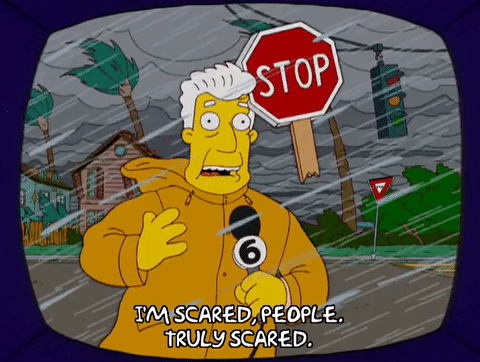 STOP
6
I'M SCARED, PEOPLE.
TRULY SCARED.